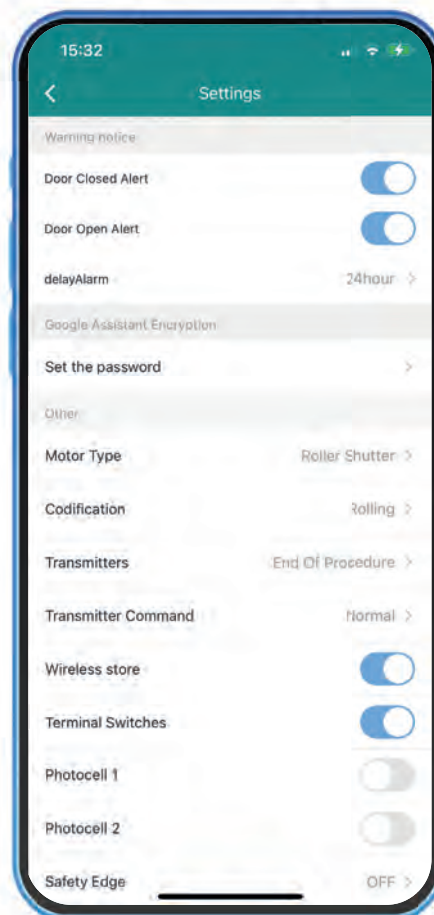 15:32
Settings
Warning notice
Door Closed Alert
Door Open Alert
delayAlarm 24hour >
Google Assistant Encryption
Set the password >
Other
Motor Type Roller Shutter >
Codification Rolling >
Transmitters End Of Procedure >
Transmitter Command Normal >
Wireless store
Terminal Switches
Photocell 1
Photocell 2
Safety Edge OFF >